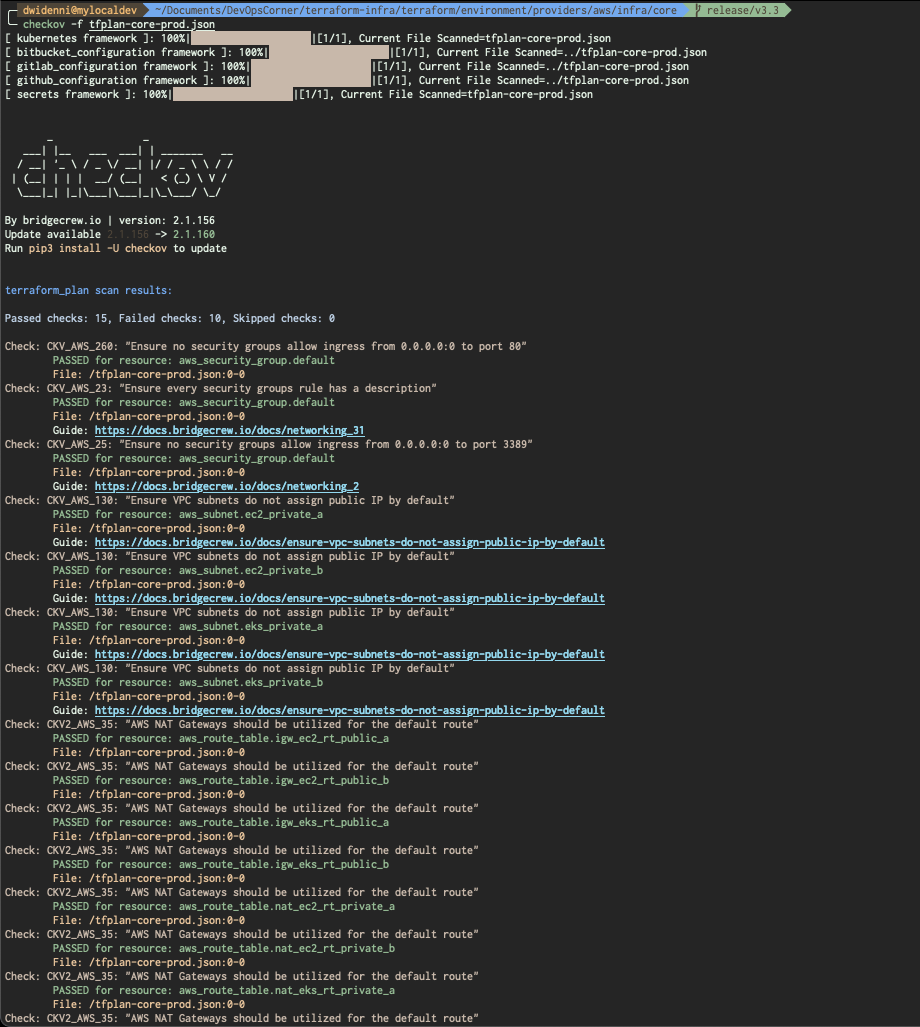 dwidenni@mylocaldev ~/Documents/DevOpsCorner/terraform-infra/terraform/environment/providers/aws/infra/core release/v3.3
checkov -f tfplan-core-prod.json
[ kubernetes framework ]: 100%| |[1/1], Current File Scanned=tfplan-core-prod.json
[ bitbucket_configuration framework ]: 100%| |[1/1], Current File Scanned=../tfplan-core-prod.json
[ gitlab_configuration framework ]: 100%| |[1/1], Current File Scanned=../tfplan-core-prod.json
[ github_configuration framework ]: 100%| |[1/1], Current File Scanned=../tfplan-core-prod.json
[ secrets framework ]: 100%| |[1/1], Current File Scanned=tfplan-core-prod.json
checkov
By bridgecrew.io | version: 2.1.156
Update available 2.1.156 -> 2.1.160
Run pip3 install -U checkov to update
terraform_plan scan results:
Passed checks: 15, Failed checks: 10, Skipped checks: 0
Check: CKV_AWS_260: "Ensure no security groups allow ingress from 0.0.0.0:0 to port 80"
PASSED for resource: aws_security_group.default
File: /tfplan-core-prod.json:0-0
Check: CKV_AWS_23: "Ensure every security groups rule has a description"
PASSED for resource: aws_security_group.default
File: /tfplan-core-prod.json:0-0
Guide: https://docs.bridgecrew.io/docs/networking_31
Check: CKV_AWS_25: "Ensure no security groups allow ingress from 0.0.0.0:0 to port 3389"
PASSED for resource: aws_security_group.default
File: /tfplan-core-prod.json:0-0
Guide: https://docs.bridgecrew.io/docs/networking_2
Check: CKV_AWS_130: "Ensure VPC subnets do not assign public IP by default"
PASSED for resource: aws_subnet.ec2_private_a
File: /tfplan-core-prod.json:0-0
Guide: https://docs.bridgecrew.io/docs/ensure-vpc-subnets-do-not-assign-public-ip-by-default
Check: CKV_AWS_130: "Ensure VPC subnets do not assign public IP by default"
PASSED for resource: aws_subnet.ec2_private_b
File: /tfplan-core-prod.json:0-0
Guide: https://docs.bridgecrew.io/docs/ensure-vpc-subnets-do-not-assign-public-ip-by-default
Check: CKV_AWS_130: "Ensure VPC subnets do not assign public IP by default"
PASSED for resource: aws_subnet.eks_private_a
File: /tfplan-core-prod.json:0-0
Guide: https://docs.bridgecrew.io/docs/ensure-vpc-subnets-do-not-assign-public-ip-by-default
Check: CKV_AWS_130: "Ensure VPC subnets do not assign public IP by default"
PASSED for resource: aws_subnet.eks_private_b
File: /tfplan-core-prod.json:0-0
Guide: https://docs.bridgecrew.io/docs/ensure-vpc-subnets-do-not-assign-public-ip-by-default
Check: CKV2_AWS_35: "AWS NAT Gateways should be utilized for the default route"
PASSED for resource: aws_route_table.igw_ec2_rt_public_a
File: /tfplan-core-prod.json:0-0
Check: CKV2_AWS_35: "AWS NAT Gateways should be utilized for the default route"
PASSED for resource: aws_route_table.igw_ec2_rt_public_b
File: /tfplan-core-prod.json:0-0
Check: CKV2_AWS_35: "AWS NAT Gateways should be utilized for the default route"
PASSED for resource: aws_route_table.igw_eks_rt_public_a
File: /tfplan-core-prod.json:0-0
Check: CKV2_AWS_35: "AWS NAT Gateways should be utilized for the default route"
PASSED for resource: aws_route_table.igw_eks_rt_public_b
File: /tfplan-core-prod.json:0-0
Check: CKV2_AWS_35: "AWS NAT Gateways should be utilized for the default route"
PASSED for resource: aws_route_table.nat_ec2_rt_private_a
File: /tfplan-core-prod.json:0-0
Check: CKV2_AWS_35: "AWS NAT Gateways should be utilized for the default route"
PASSED for resource: aws_route_table.nat_ec2_rt_private_b
File: /tfplan-core-prod.json:0-0
Check: CKV2_AWS_35: "AWS NAT Gateways should be utilized for the default route"
PASSED for resource: aws_route_table.nat_eks_rt_private_a
File: /tfplan-core-prod.json:0-0
Check: CKV2_AWS_35: "AWS NAT Gateways should be utilized for the default route"